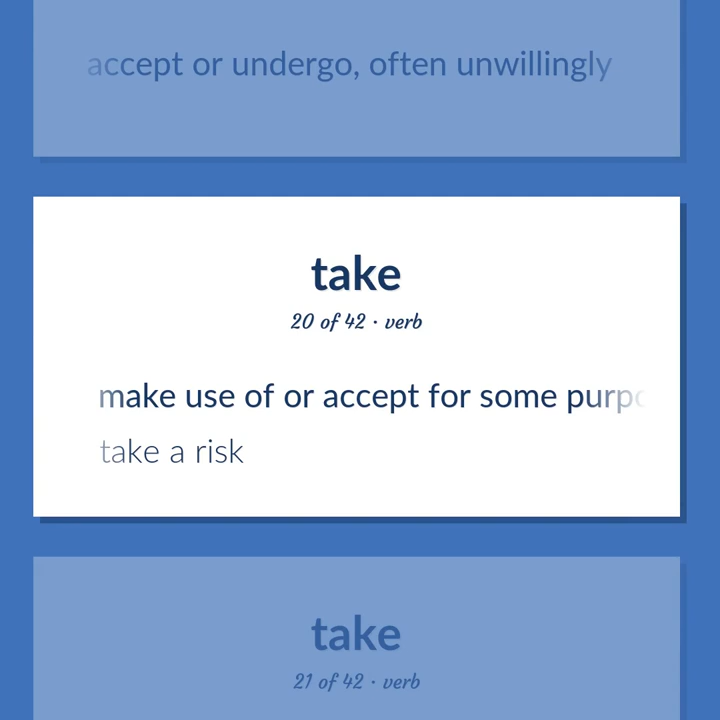 accept or undergo, often unwillingly
take
20 of 42 · verb
make use of or accept for some purpo
take a risk
take
21 of 42 · verb